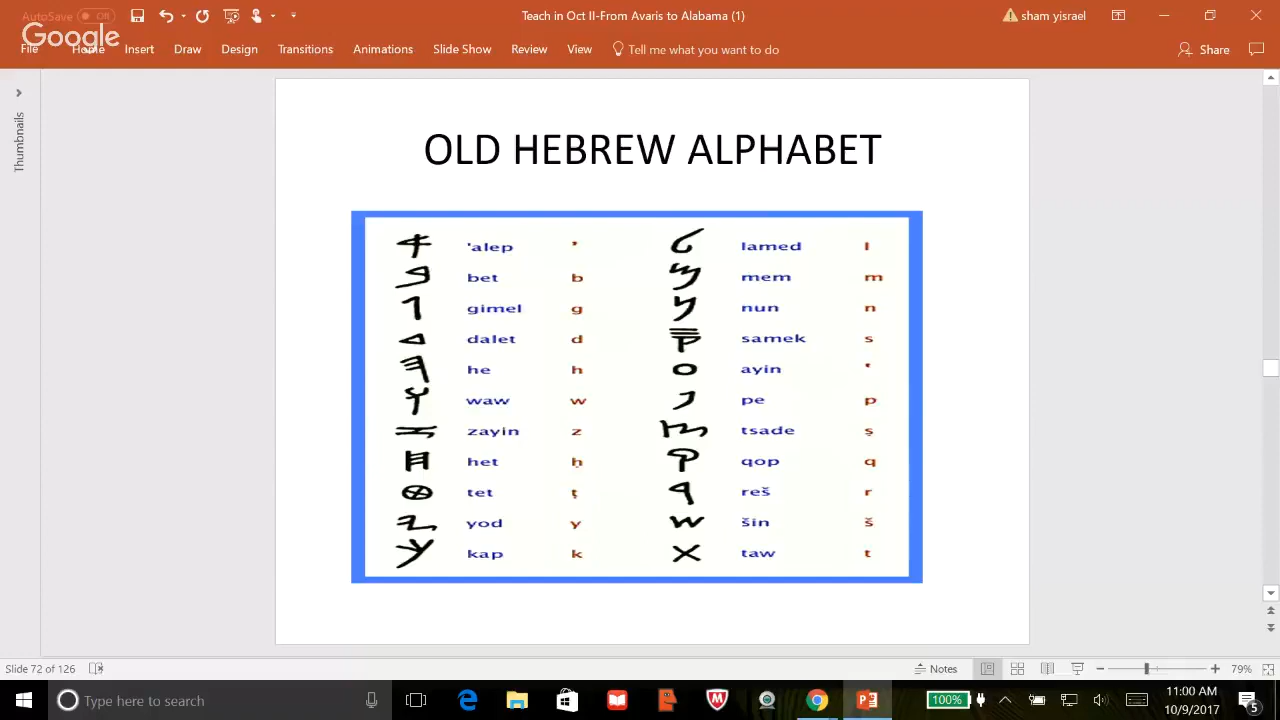 AutoSave Off
Teach in Oct II-From Avaris to Alabama (1)
sham yisrael
Google
File Home Insert Draw Design Transitions Animations Slide Show Review View Tell me what you want to do
Share
Thumbnails
OLD HEBREW ALPHABET
𐤀 'alep ʾ
𐤁 bet b
𐤂 gimel g
𐤃 dalet d
𐤄 he h
𐤅 waw w
𐤆 zayin z
𐤇 het ḥ
𐤈 tet ṭ
𐤉 yod y
𐤊 kap k
𐤋 lamed l
𐤌 mem m
𐤍 nun n
𐤎 samek s
𐤏 ayin ʿ
𐤐 pe p
𐤑 tsade ṣ
𐤒 qop q
𐤓 reš r
𐤔 šin š
𐤕 taw t
Slide 72 of 126
Notes
79%
Type here to search
100%
11:00 AM
10/9/2017
5